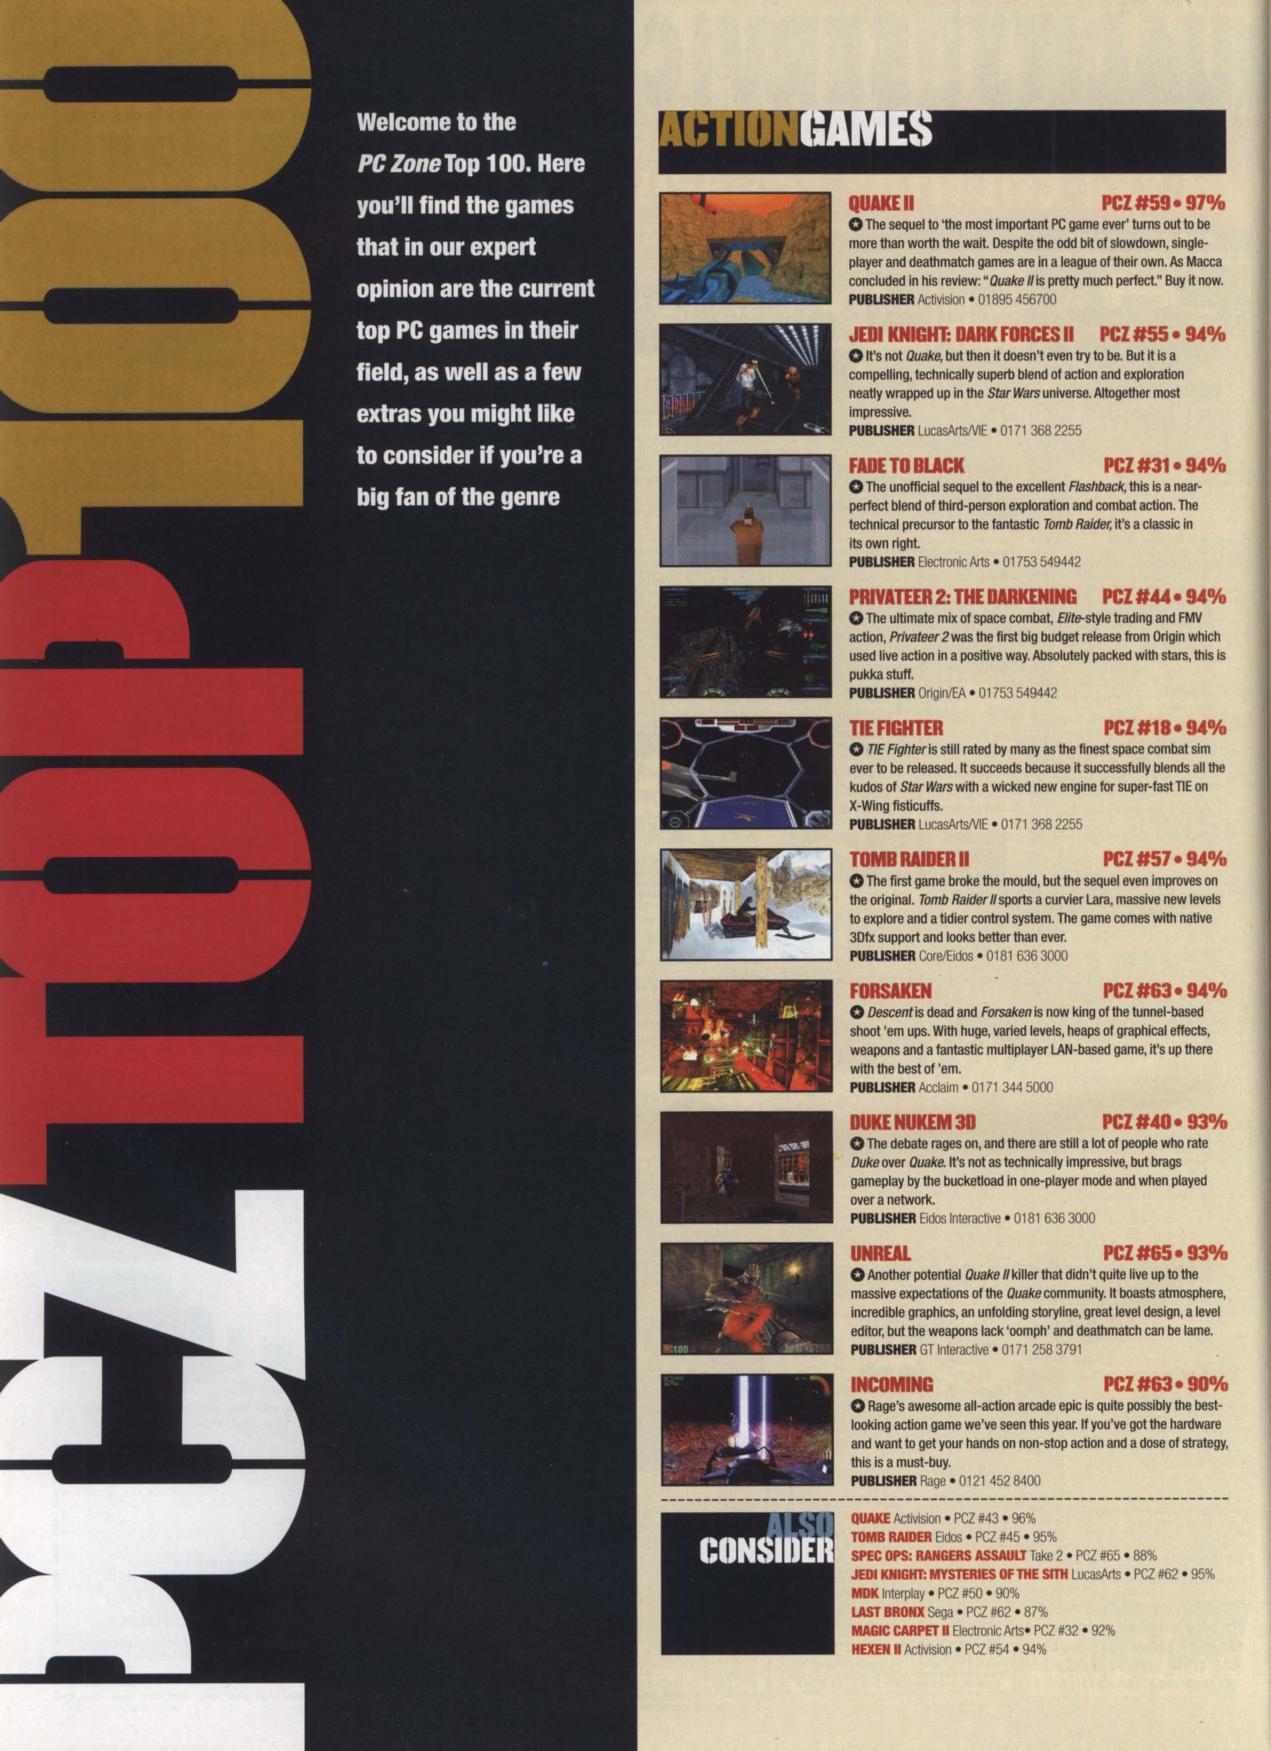 PCZ TOP 100
Welcome to the
PC Zone Top 100. Here
you'll find the games
that in our expert
opinion are the current
top PC games in their
field, as well as a few
extras you might like
to consider if you're a
big fan of the genre
ACTIONGAMES
QUAKE II PCZ #59 • 97%
The sequel to 'the most important PC game ever' turns out to be
more than worth the wait. Despite the odd bit of slowdown, single-
player and deathmatch games are in a league of their own. As Macca
concluded in his review: "Quake II is pretty much perfect." Buy it now.
PUBLISHER Activision • 01895 456700
JEDI KNIGHT: DARK FORCES II PCZ #55 • 94%
It's not Quake, but then it doesn't even try to be. But it is a
compelling, technically superb blend of action and exploration
neatly wrapped up in the Star Wars universe. Altogether most
impressive.
PUBLISHER LucasArts/VIE • 0171 368 2255
FADE TO BLACK PCZ #31 • 94%
The unofficial sequel to the excellent Flashback, this is a near-
perfect blend of third-person exploration and combat action. The
technical precursor to the fantastic Tomb Raider, it's a classic in
its own right.
PUBLISHER Electronic Arts • 01753 549442
PRIVATEER 2: THE DARKENING PCZ #44 • 94%
The ultimate mix of space combat, Elite-style trading and FMV
action, Privateer 2 was the first big budget release from Origin which
used live action in a positive way. Absolutely packed with stars, this is
pukka stuff.
PUBLISHER Origin/EA • 01753 549442
TIE FIGHTER PCZ #18 • 94%
TIE Fighter is still rated by many as the finest space combat sim
ever to be released. It succeeds because it successfully blends all the
kudos of Star Wars with a wicked new engine for super-fast TIE on
X-Wing fisticuffs.
PUBLISHER LucasArts/VIE • 0171 368 2255
TOMB RAIDER II PCZ #57 • 94%
The first game broke the mould, but the sequel even improves on
the original. Tomb Raider II sports a curvier Lara, massive new levels
to explore and a tidier control system. The game comes with native
3Dfx support and looks better than ever.
PUBLISHER Core/Eidos • 0181 636 3000
FORSAKEN PCZ #63 • 94%
Descent is dead and Forsaken is now king of the tunnel-based
shoot 'em ups. With huge, varied levels, heaps of graphical effects,
weapons and a fantastic multiplayer LAN-based game, it's up there
with the best of 'em.
PUBLISHER Acclaim • 0171 344 5000
DUKE NUKEM 3D PCZ #40 • 93%
The debate rages on, and there are still a lot of people who rate
Duke over Quake. It's not as technically impressive, but brags
gameplay by the bucketload in one-player mode and when played
over a network.
PUBLISHER Eidos Interactive • 0181 636 3000
UNREAL PCZ #65 • 93%
Another potential Quake II killer that didn't quite live up to the
massive expectations of the Quake community. It boasts atmosphere,
incredible graphics, an unfolding storyline, great level design, a level
editor, but the weapons lack 'oomph' and deathmatch can be lame.
PUBLISHER GT Interactive • 0171 258 3791
INCOMING PCZ #63 • 90%
Rage's awesome all-action arcade epic is quite possibly the best-
looking action game we've seen this year. If you've got the hardware
and want to get your hands on non-stop action and a dose of strategy,
this is a must-buy.
PUBLISHER Rage • 0121 452 8400
ALSO
CONSIDER
QUAKE Activision • PCZ #43 • 96%
TOMB RAIDER Eidos • PCZ #45 • 95%
SPEC OPS: RANGERS ASSAULT Take 2 • PCZ #65 • 88%
JEDI KNIGHT: MYSTERIES OF THE SITH LucasArts • PCZ #62 • 95%
MDK Interplay • PCZ #50 • 90%
LAST BRONX Sega • PCZ #62 • 87%
MAGIC CARPET II Electronic Arts• PCZ #32 • 92%
HEXEN II Activision • PCZ #54 • 94%